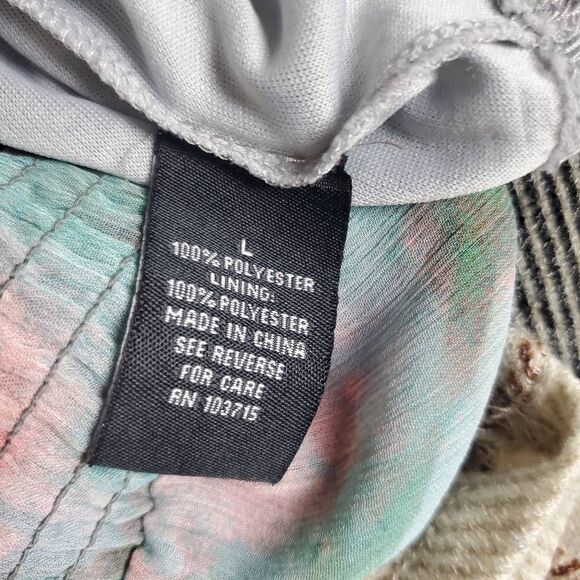 L
100% POLYESTER
LINING:
100% POLYESTER
MADE IN CHINA
SEE REVERSE
FOR CARE
RN 103715